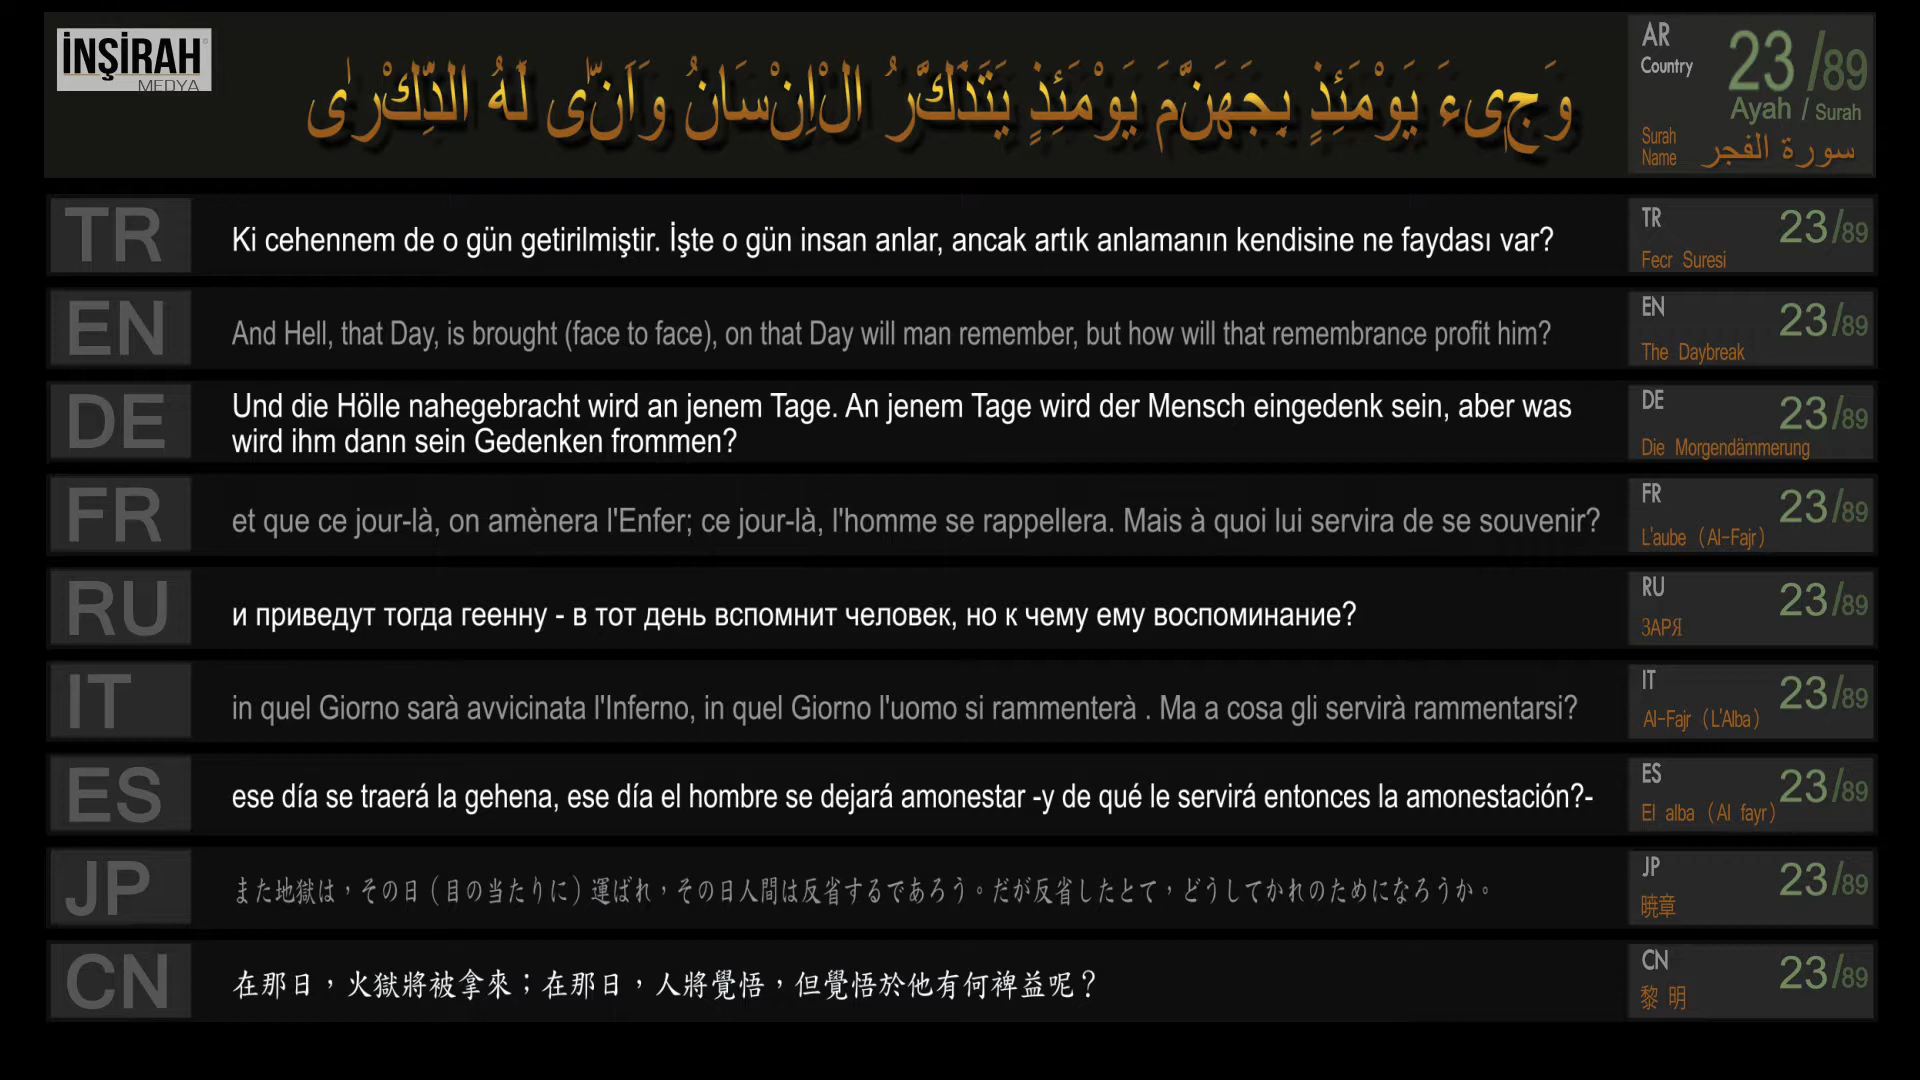 İNŞİRAH
MEDYA
وَجٖىءَ يَوْمَئِذٍ بِجَهَنَّمَ يَوْمَئِذٍ يَتَذَكَّرُ الْاِنْسَانُ وَاَنّٰى لَهُ الذِّكْرٰى
AR
Country
23/89
Ayah / Surah
Surah
Name
سورة الفجر
TR
Ki cehennem de o gün getirilmiştir. İşte o gün insan anlar, ancak artık anlamanın kendisine ne faydası var?
TR
23/89
Fecr Suresi
EN
And Hell, that Day, is brought (face to face), on that Day will man remember, but how will that remembrance profit him?
EN
23/89
The Daybreak
DE
Und die Hölle nahegebracht wird an jenem Tage. An jenem Tage wird der Mensch eingedenk sein, aber was
wird ihm dann sein Gedenken frommen?
DE
23/89
Die Morgendämmerung
FR
et que ce jour-là, on amènera l'Enfer; ce jour-là, l'homme se rappellera. Mais à quoi lui servira de se souvenir?
FR
23/89
L'aube (Al-Fajr)
RU
и приведут тогда геенну - в тот день вспомнит человек, но к чему ему воспоминание?
RU
23/89
ЗАРЯ
IT
in quel Giorno sarà avvicinata l'Inferno, in quel Giorno l'uomo si rammenterà . Ma a cosa gli servirà rammentarsi?
IT
23/89
Al-Fajr (L'Alba)
ES
ese día se traerá la gehena, ese día el hombre se dejará amonestar -y de qué le servirá entonces la amonestación?-
ES
23/89
El alba (Al fayr)
JP
また地獄は，その日（目の当たりに）運ばれ，その日人間は反省するであろう。だが反省したとて，どうしてかれのためになろうか。
JP
23/89
暁章
CN
在那日，火獄將被拿來；在那日，人將覺悟，但覺悟於他有何裨益呢？
CN
23/89
黎 明